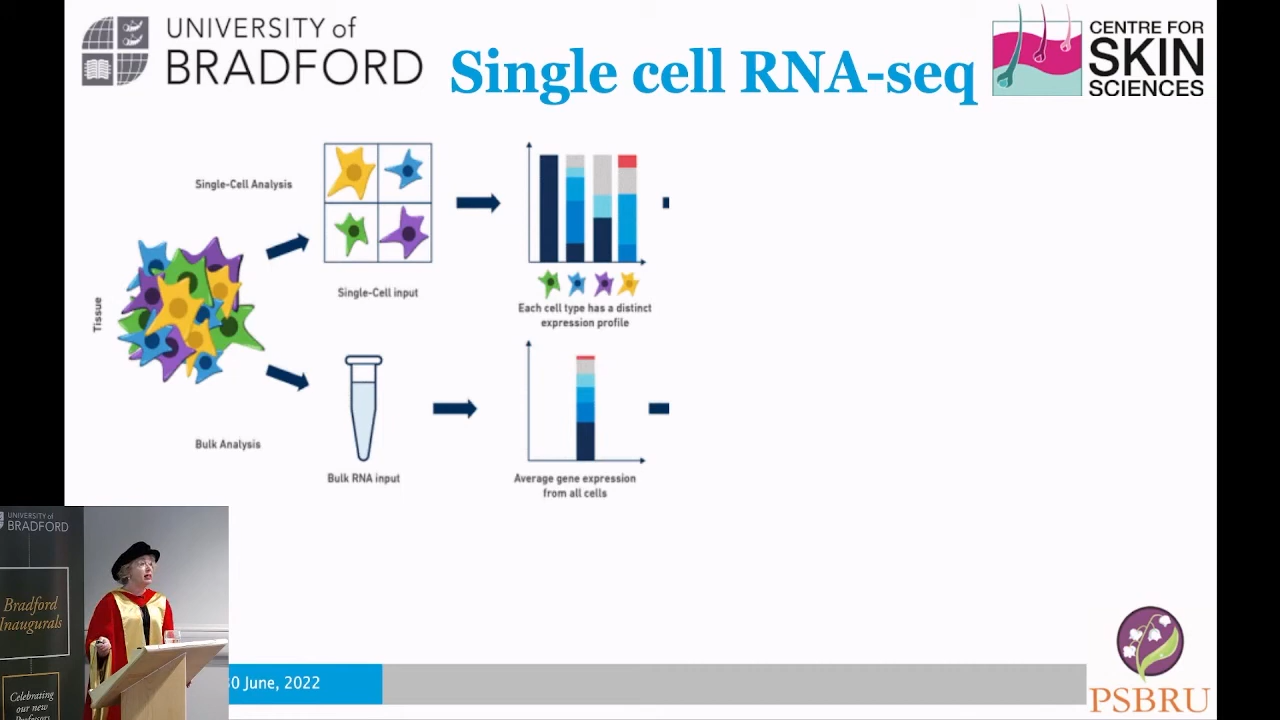 UNIVERSITY of
BRADFORD
Single cell RNA-seq
CENTRE FOR
SKIN
SCIENCES
Single-Cell Analysis
Single-Cell input
Each cell type has a distinct
expression profile
Tissue
Bulk Analysis
Bulk RNA input
Average gene expression
from all cells
UNIVERSITY of
BRADFORD
Bradford
Inaugurals
Celebrating
our new
30 June, 2022
PSBRU